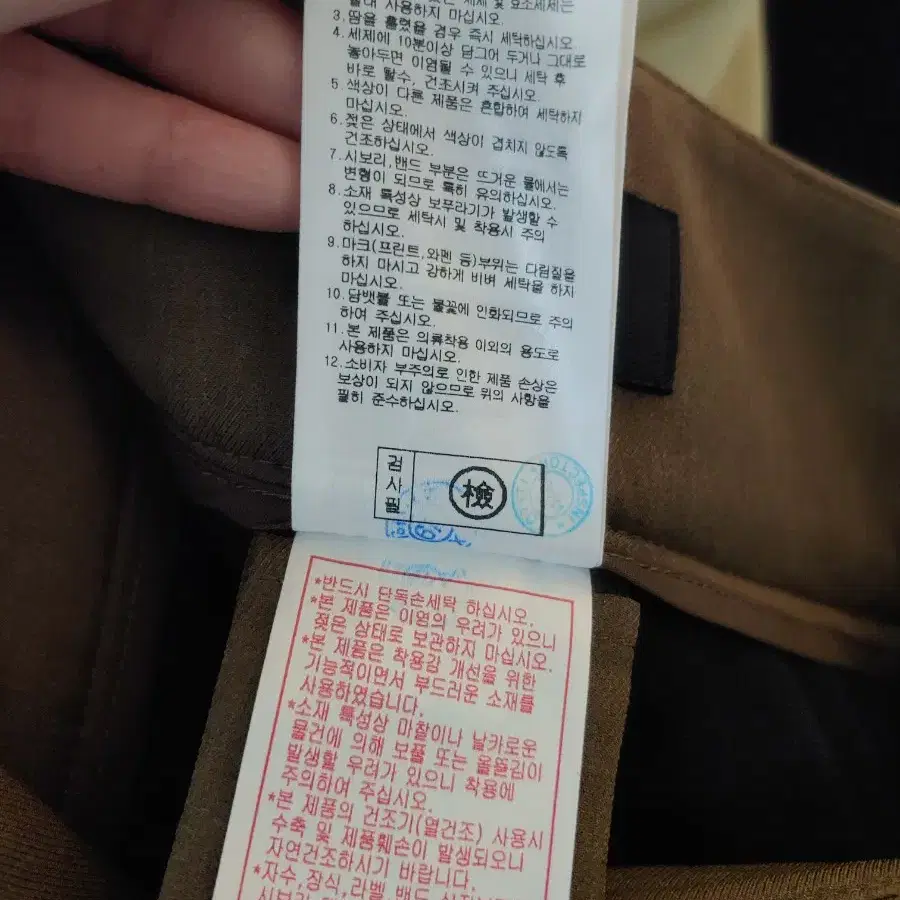 절대 사용하지 마십시오.
3. 땀을 흘렸을 경우 즉시 세탁하십시오.
4. 세제에 10분이상 담그어 두거나 그대로
놓아두면 이염될 수 있으니 세탁 후
바로 탈수, 건조시켜 주십시오.
5. 색상이 다른 제품은 혼합하여 세탁하지
마십시오.
6. 젖은 상태에서 색상이 겹치지 않도록
건조하십시오.
7. 시보리,밴드 부분은 뜨거운 물에서는
변형이 되므로 특히 유의하십시오.
8. 소재 특성상 보푸라기가 발생할 수
있으므로 세탁시 및 착용시 주의
하십시오.
9. 마크(프린트,와펜 등)부위는 다림질을
하지 마시고 강하게 비벼 세탁을 하지
마십시오.
10. 담뱃불 또는 불꽃에 인화되므로 주의
하여 주십시오.
11. 본 제품은 의류착용 이외의 용도로
사용하지 마십시오.
12. 소비자 부주의로 인한 제품 손상은
보상이 되지 않으므로 위의 사항을
필히 준수하십시오.
검사필
檢
*반드시 단독손세탁 하십시오.
*본 제품은 이염의 우려가 있으니
젖은 상태로 보관하지 마십시오.
*본 제품은 착용감 개선을 위한
기능적이면서 부드러운 소재를
사용하였습니다.
*소재 특성상 마찰이나 날카로운
물건에 의해 보풀 또는 올뜯김이
발생할 우려가 있으니 착용에
주의하여 주십시오.
*본 제품의 건조기(열건조) 사용시
수축 및 제품훼손이 발생되오니
자연건조하시기 바랍니다.
*자수,장식,라벨,밴드
시보리